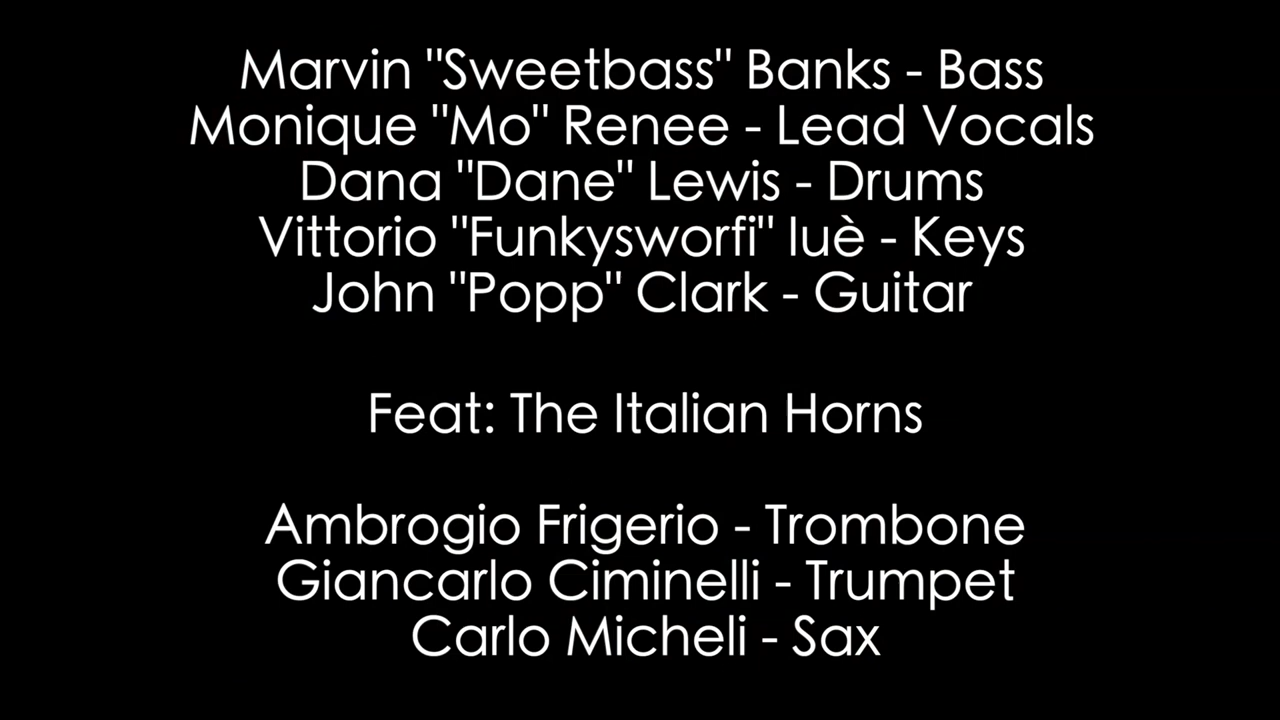 Marvin "Sweetbass" Banks - Bass
Monique "Mo" Renee - Lead Vocals
Dana "Dane" Lewis - Drums
Vittorio "Funkysworfi" Iuè - Keys
John "Popp" Clark - Guitar
Feat: The Italian Horns
Ambrogio Frigerio - Trombone
Giancarlo Ciminelli - Trumpet
Carlo Micheli - Sax